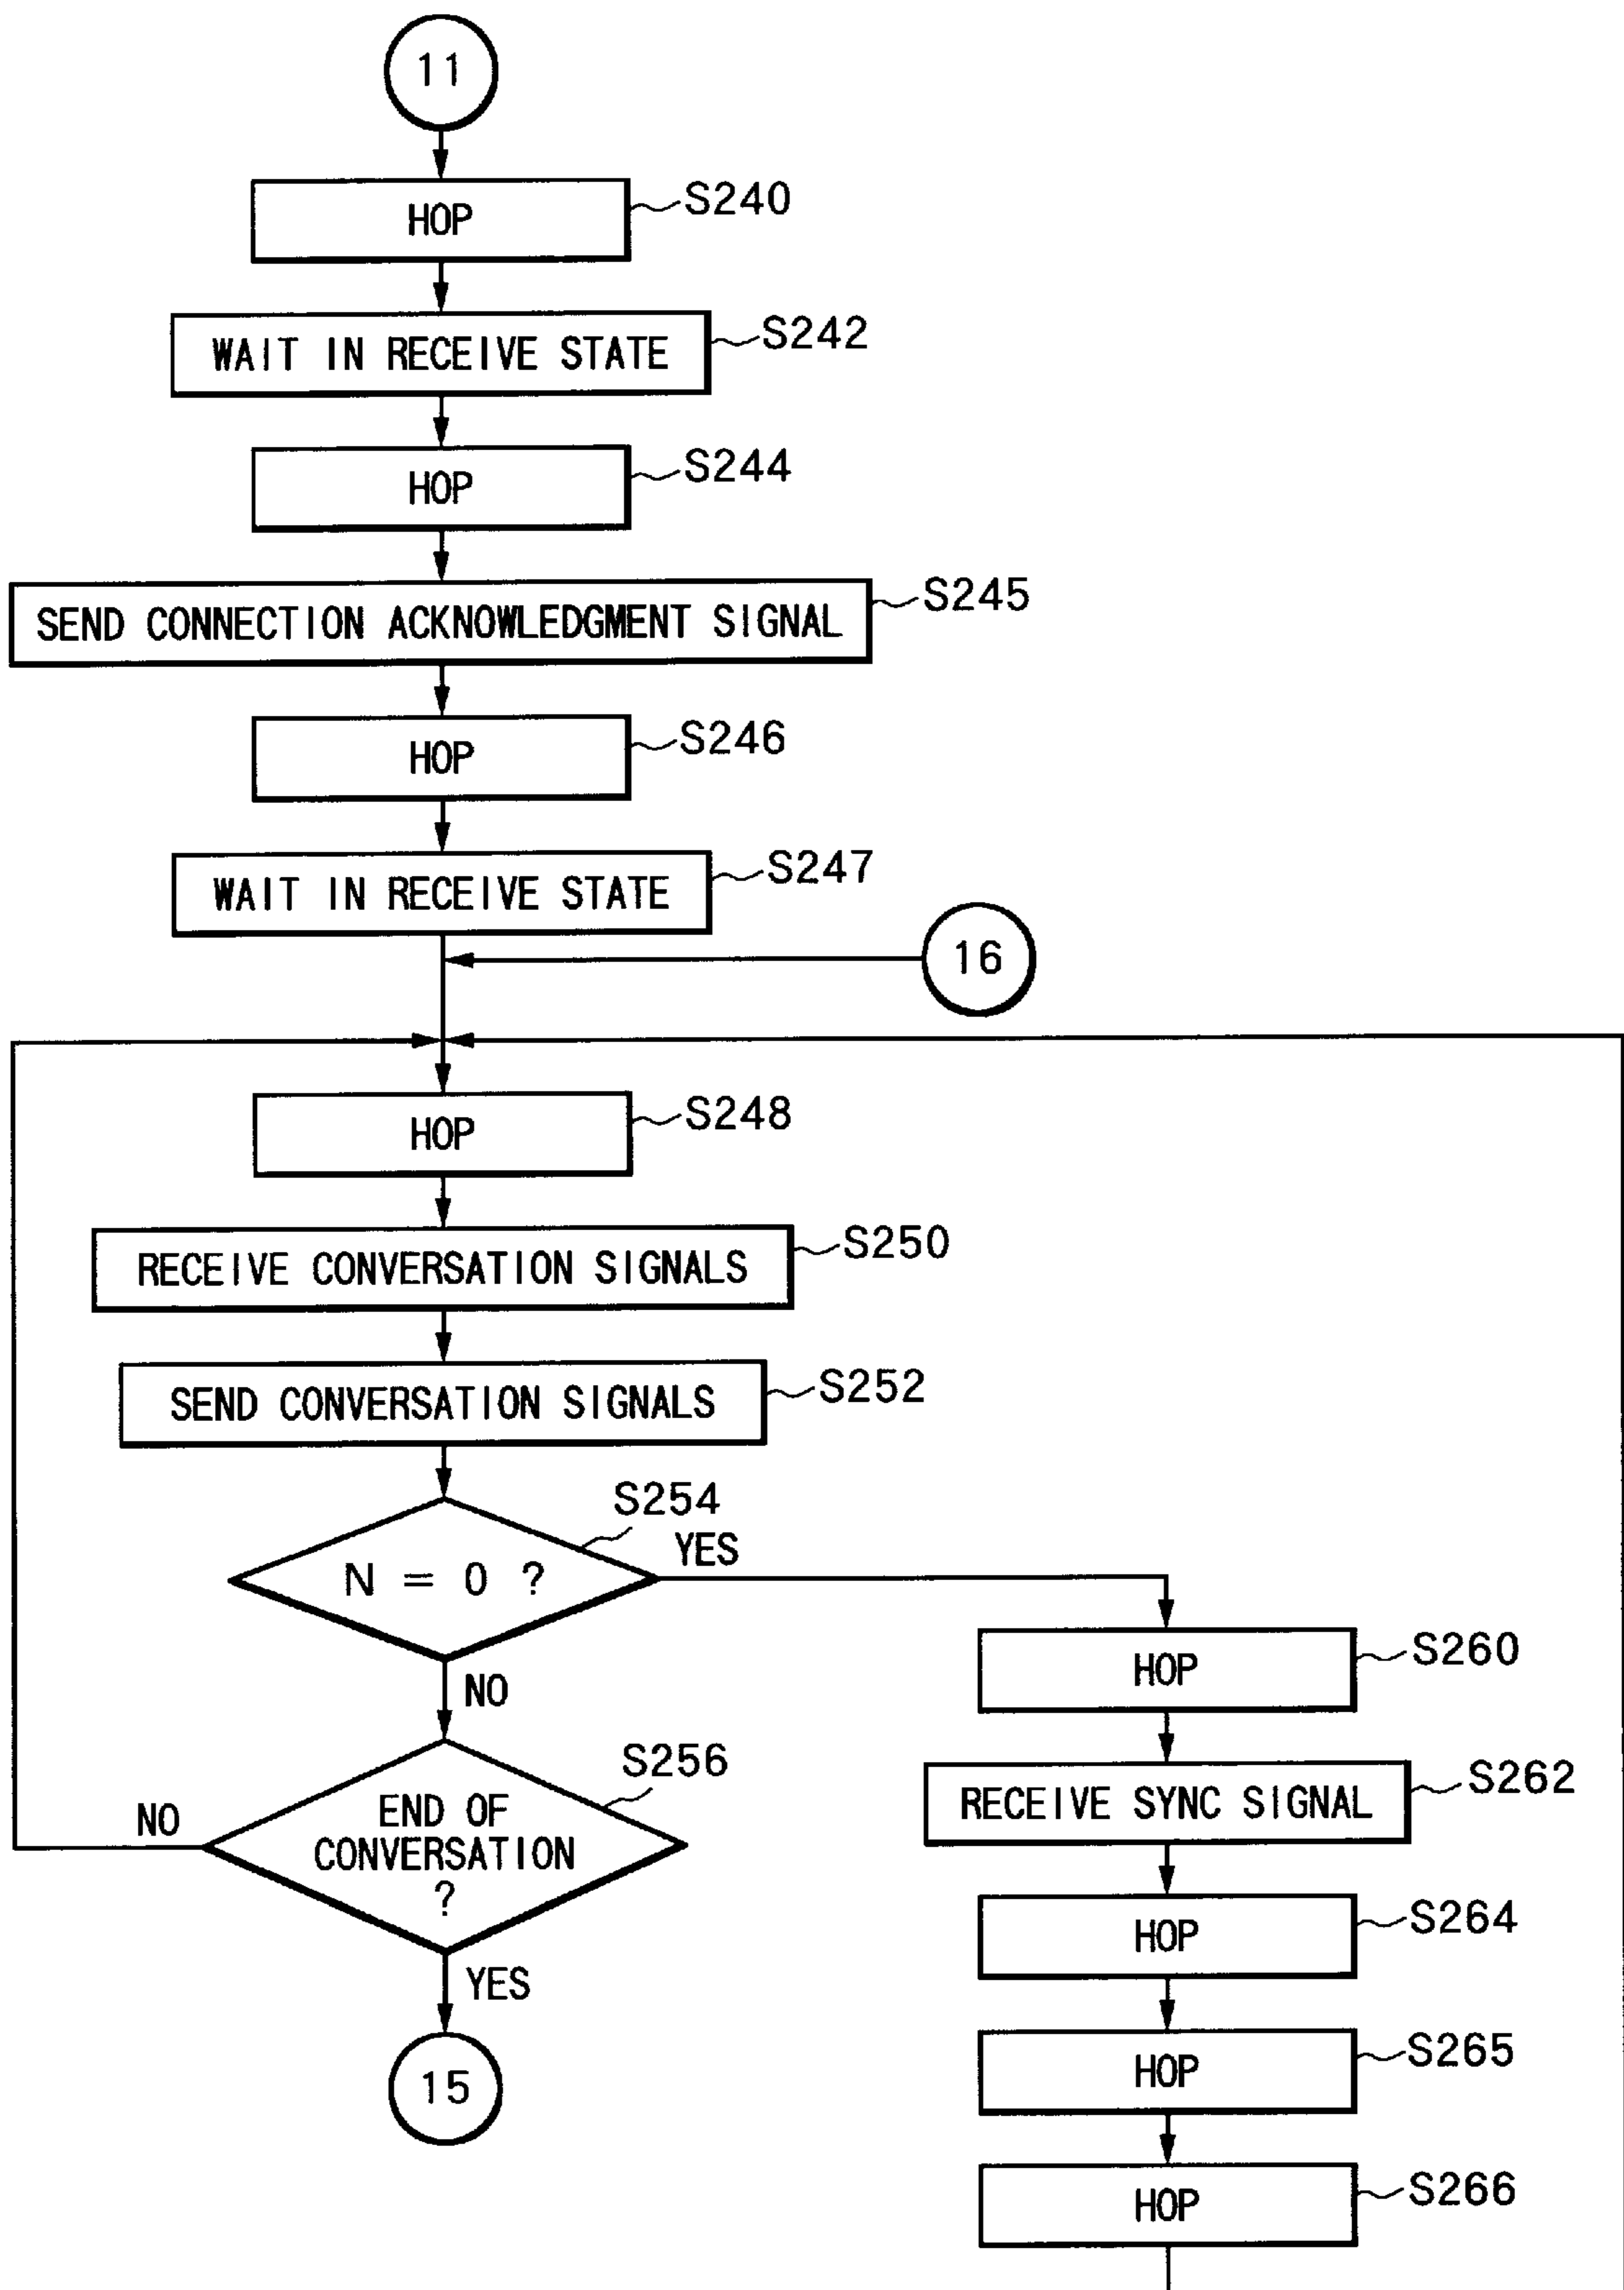 11
HOP
S240
WAIT IN RECEIVE STATE
S242
HOP
S244
SEND CONNECTION ACKNOWLEDGMENT SIGNAL
S245
HOP
S246
WAIT IN RECEIVE STATE
S247
16
HOP
S248
RECEIVE CONVERSATION SIGNALS
S250
SEND CONVERSATION SIGNALS
S252
S254
N = 0 ?
YES
NO
HOP
S260
S256
END OF
CONVERSATION
?
NO
YES
15
RECEIVE SYNC SIGNAL
S262
HOP
S264
HOP
S265
HOP
S266